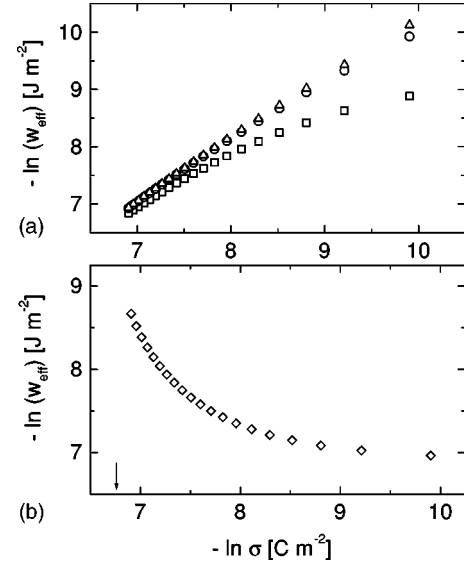 (a)
10
9
8
7
- ln (w_eff) [J m^-2]
7 8 9 10
(b)
9
8
7
- ln (w_eff) [J m^-2]
7 8 9 10
- ln σ [C m^-2]